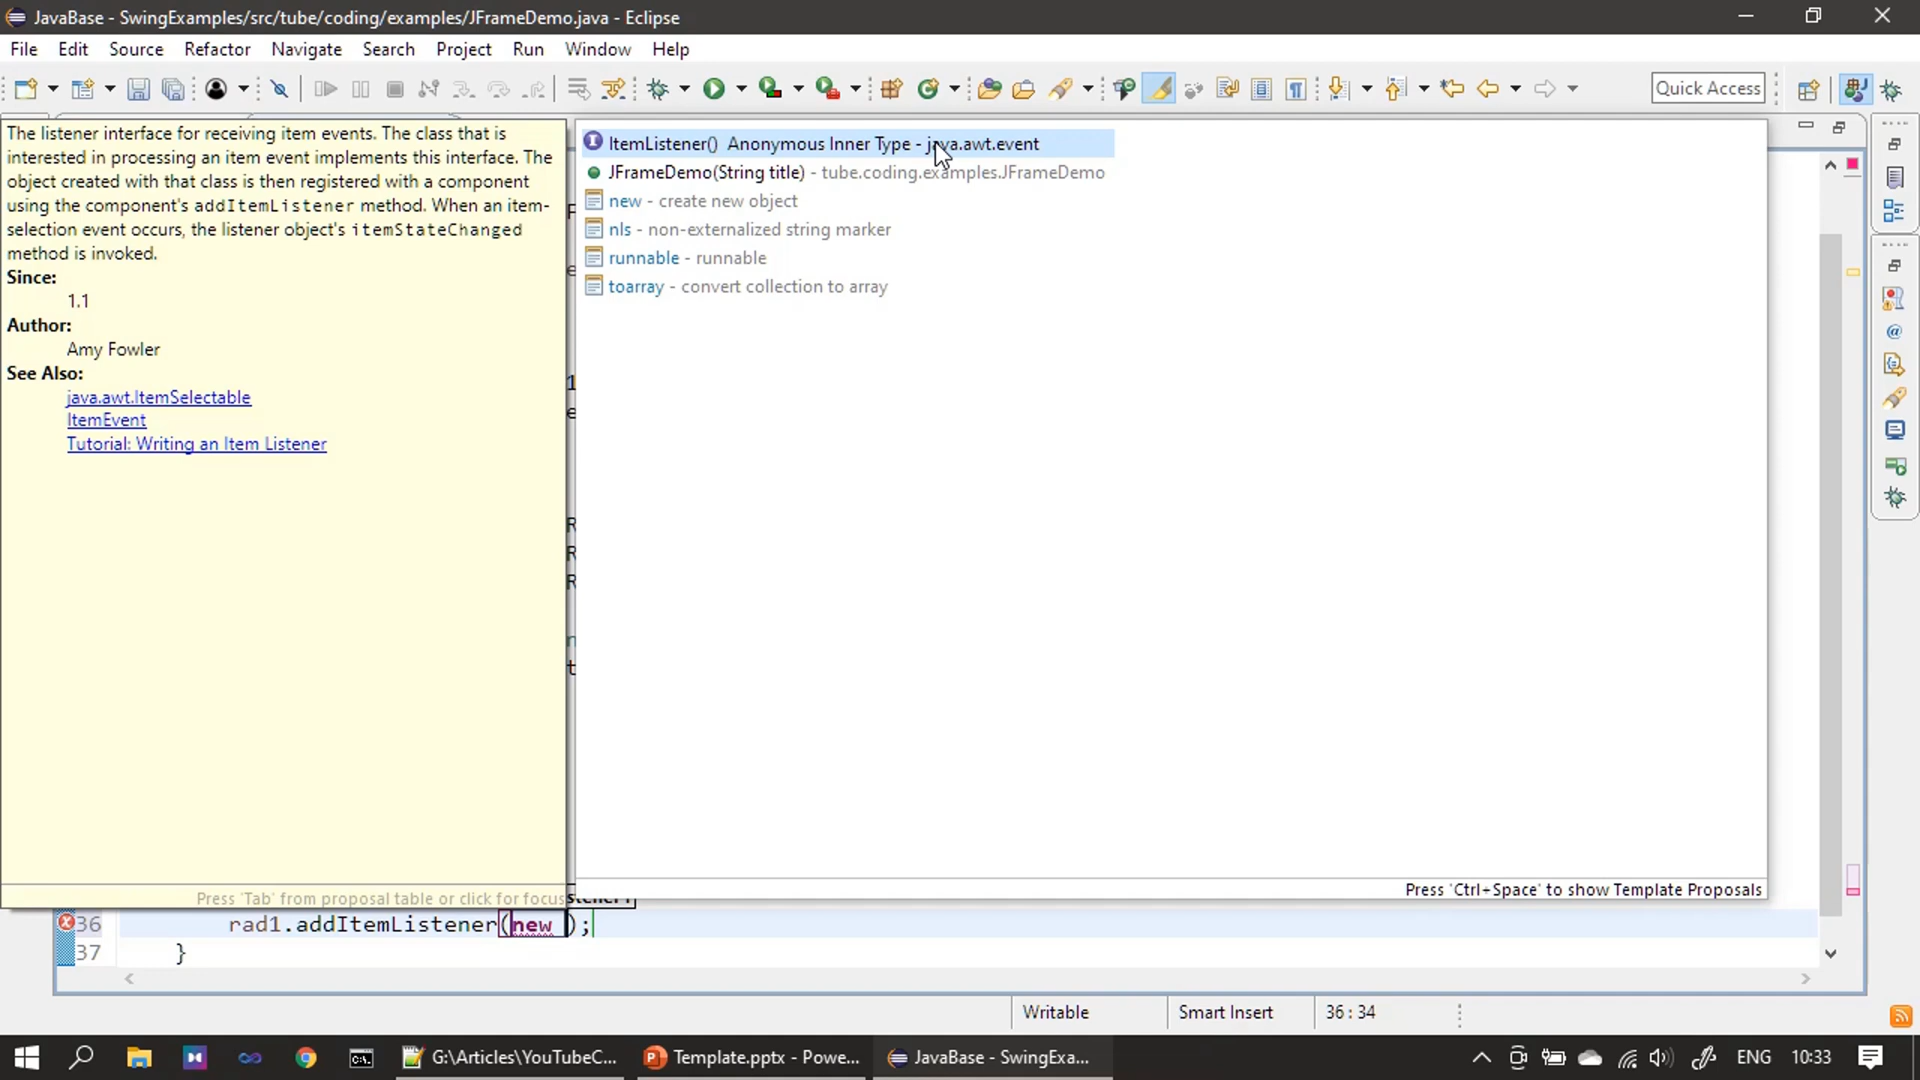 JavaBase - SwingExamples/src/tube/coding/examples/JFrameDemo.java - Eclipse
File Edit Source Refactor Navigate Search Project Run Window Help
Quick Access
The listener interface for receiving item events. The class that is
interested in processing an item event implements this interface. The
object created with that class is then registered with a component
using the component's addItemListener method. When an item-
selection event occurs, the listener object's itemStateChanged
method is invoked.
Since:
1.1
Author:
Amy Fowler
See Also:
java.awt.ItemSelectable
ItemEvent
Tutorial: Writing an Item Listener
Press 'Tab' from proposal table or click for focus
ItemListener() Anonymous Inner Type - java.awt.event
JFrameDemo(String title) - tube.coding.examples.JFrameDemo
new - create new object
nls - non-externalized string marker
runnable - runnable
toarray - convert collection to array
Press 'Ctrl+Space' to show Template Proposals
36 rad1.addItemListener(new );
37 }
Writable Smart Insert 36 : 34
G:\Articles\YouTubeC... Template.pptx - Powe... JavaBase - SwingExa... ENG 10:33